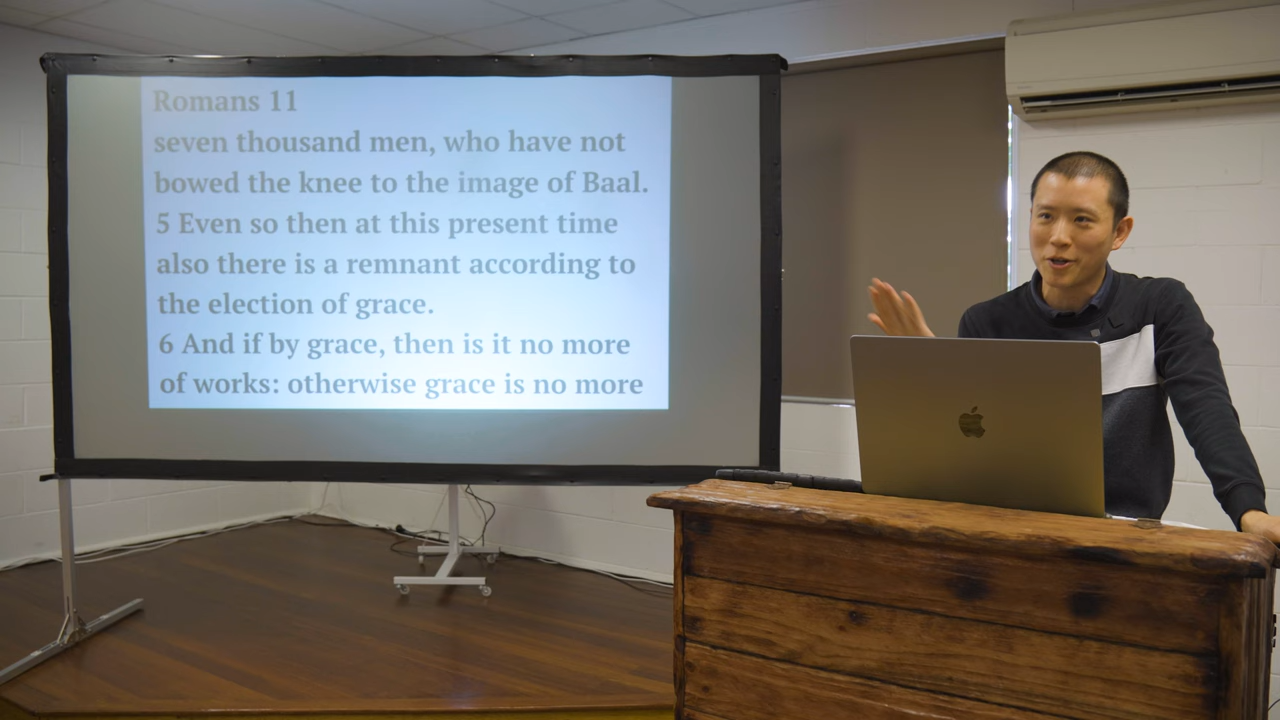 Romans 11
seven thousand men, who have not
bowed the knee to the image of Baal.
5 Even so then at this present time
also there is a remnant according to
the election of grace.
6 And if by grace, then is it no more
of works: otherwise grace is no more